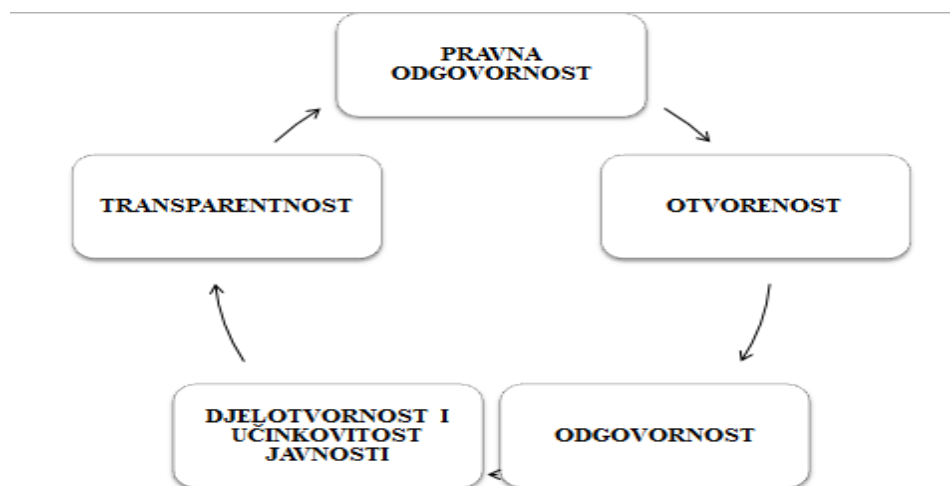 PRAVNA
ODGOVORNOST
TRANSPARENTNOST
OTVORENOST
DJELOTVORNOST I
UČINKOVITOST
JAVNOSTI
ODGOVORNOST